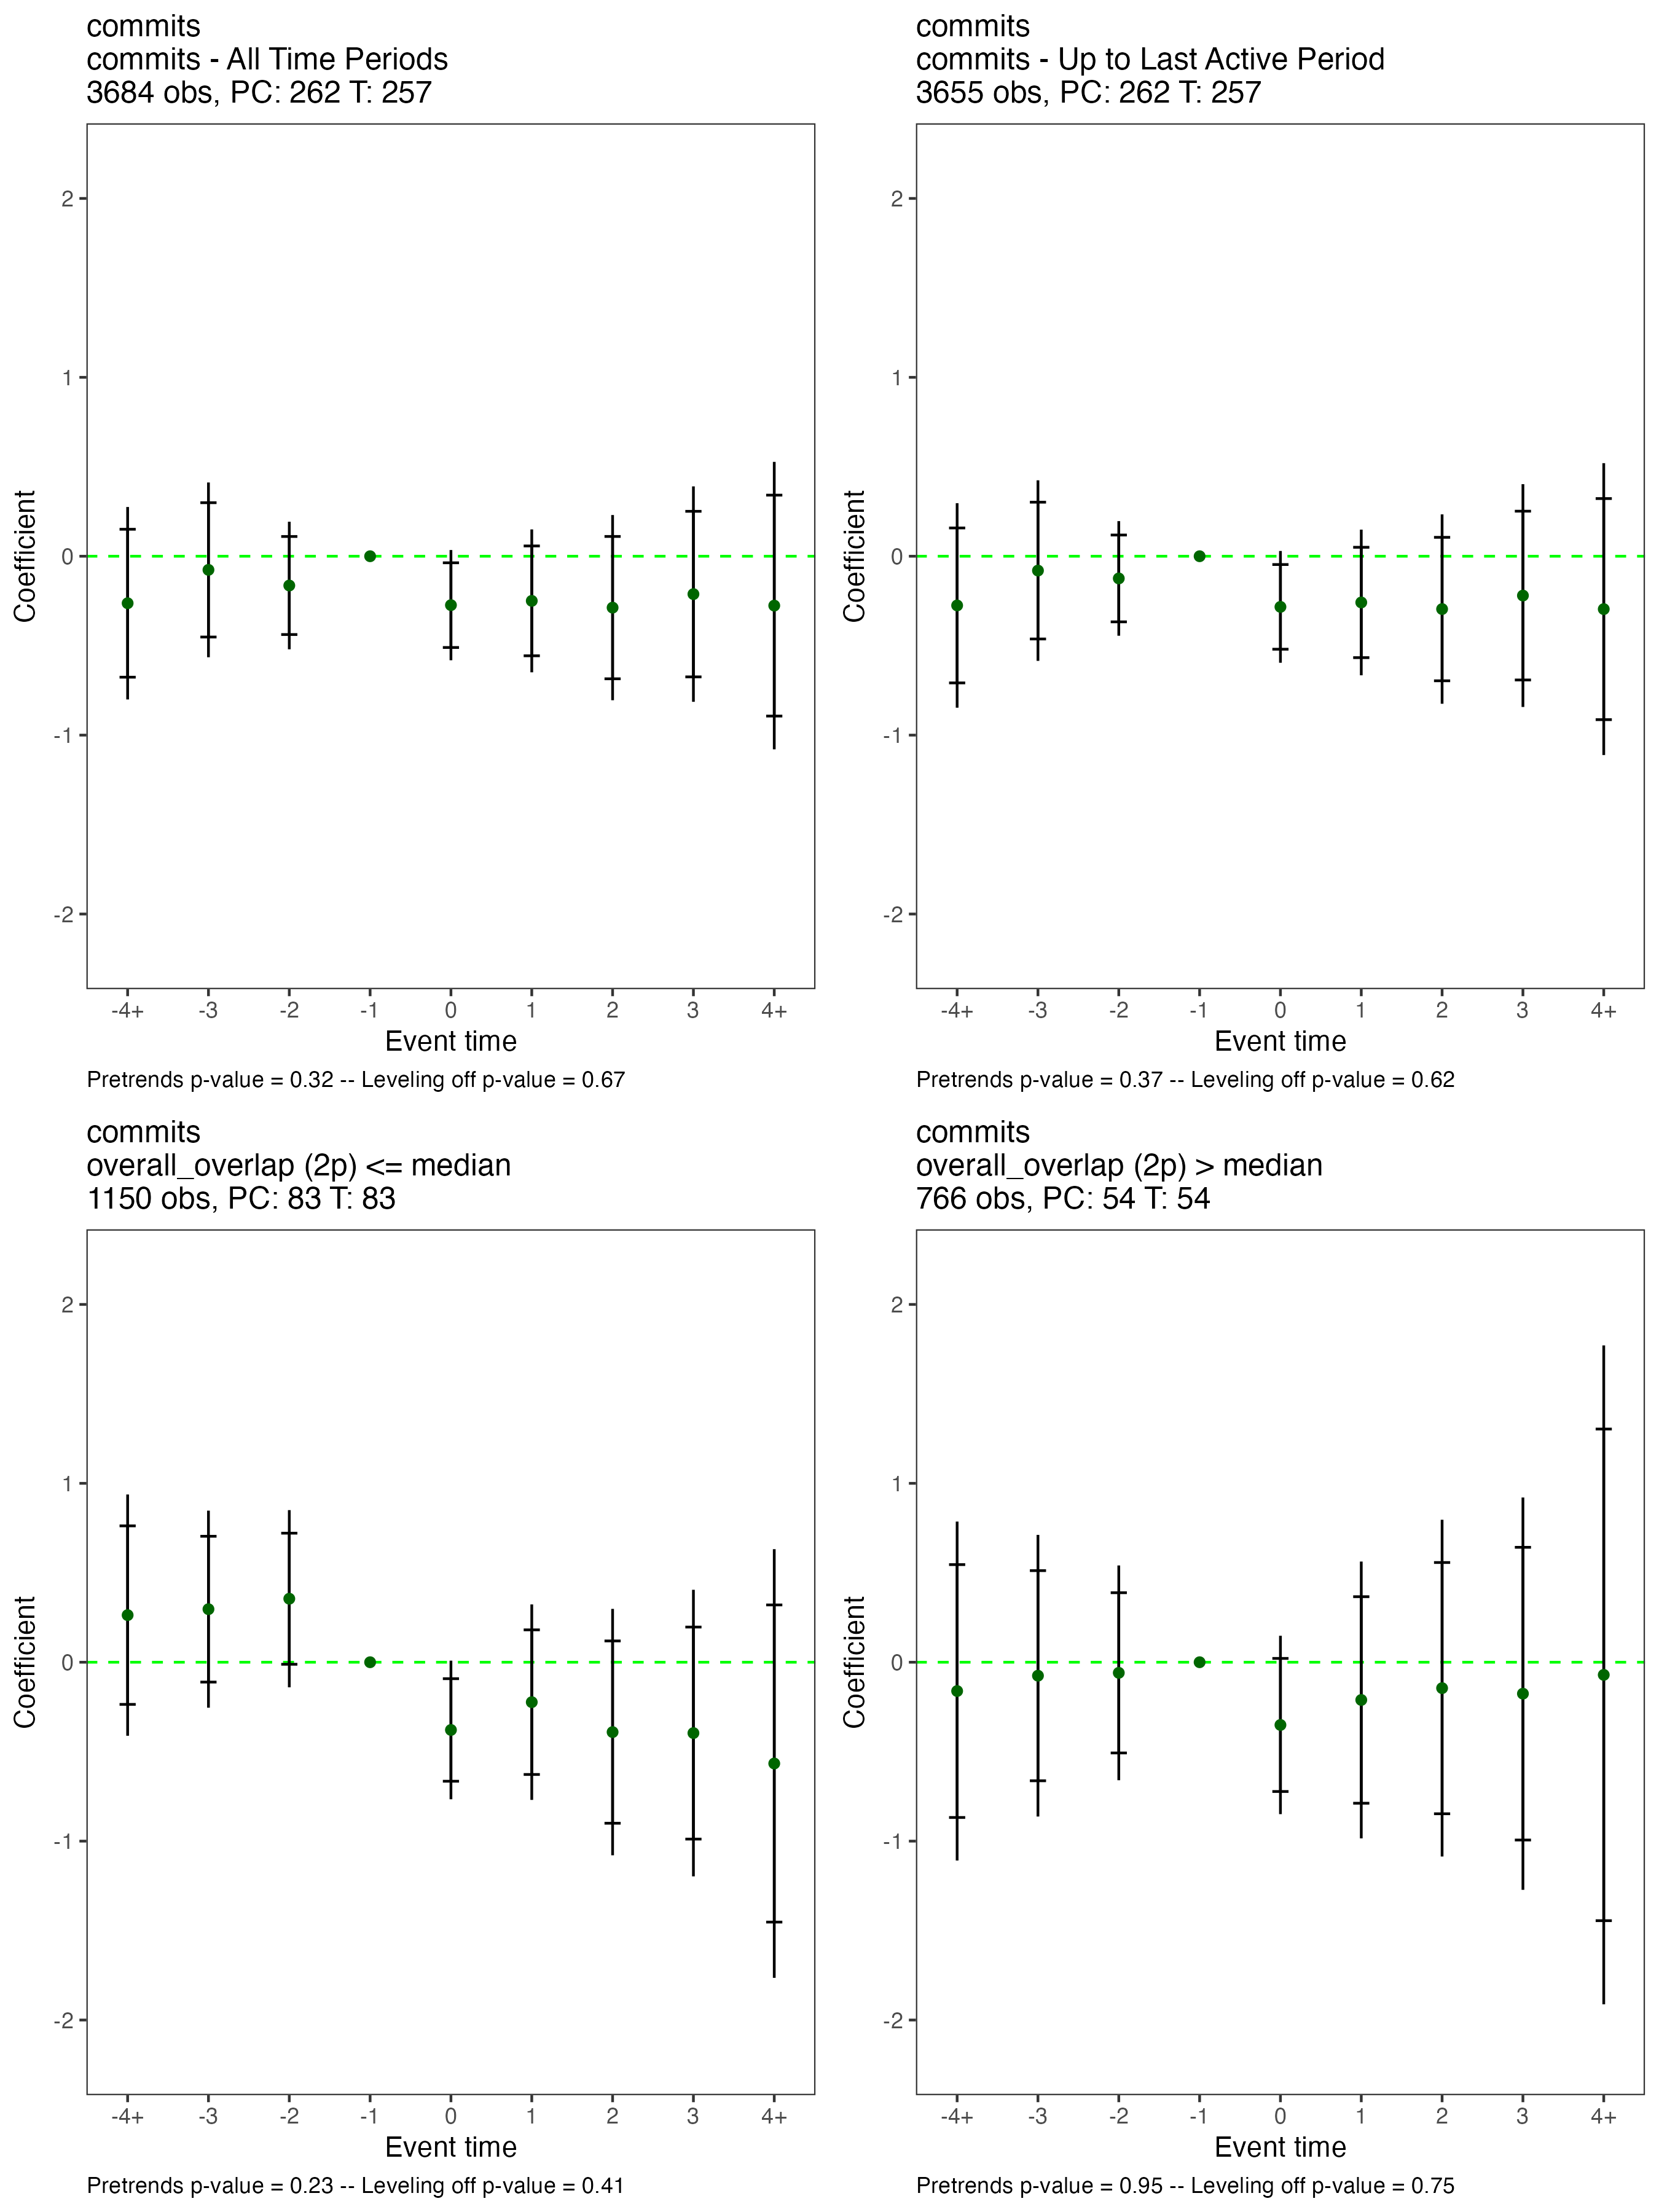 commits
commits - All Time Periods
3684 obs, PC: 262 T: 257
2
1
0
-1
-2
Coefficient
-4+ -3 -2 -1 0 1 2 3 4+
Event time
Pretrends p-value = 0.32 -- Leveling off p-value = 0.67
commits
commits - Up to Last Active Period
3655 obs, PC: 262 T: 257
2
1
0
-1
-2
Coefficient
-4+ -3 -2 -1 0 1 2 3 4+
Event time
Pretrends p-value = 0.37 -- Leveling off p-value = 0.62
commits
overall_overlap (2p) <= median
1150 obs, PC: 83 T: 83
2
1
0
-1
-2
Coefficient
-4+ -3 -2 -1 0 1 2 3 4+
Event time
Pretrends p-value = 0.23 -- Leveling off p-value = 0.41
commits
overall_overlap (2p) > median
766 obs, PC: 54 T: 54
2
1
0
-1
-2
Coefficient
-4+ -3 -2 -1 0 1 2 3 4+
Event time
Pretrends p-value = 0.95 -- Leveling off p-value = 0.75